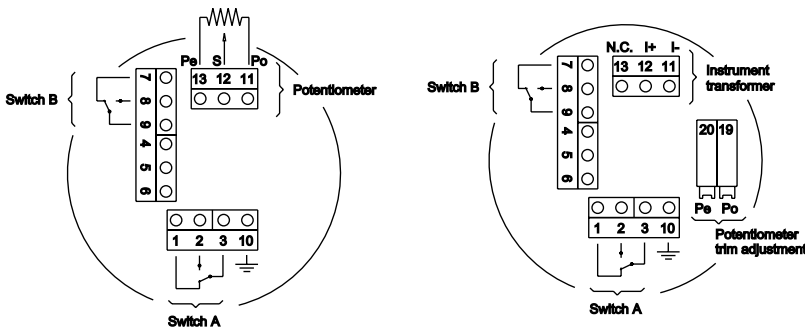 Pe S Po
13 12 11
Potentiometer
Switch B
7
8
9
4
5
6
1 2 3 10
Switch A
N.C. I+ I-
13 12 11
Instrument
transformer
Switch B
7
8
9
4
5
6
20 19
Pe Po
Potentiometer
trim adjustment
1 2 3 10
Switch A